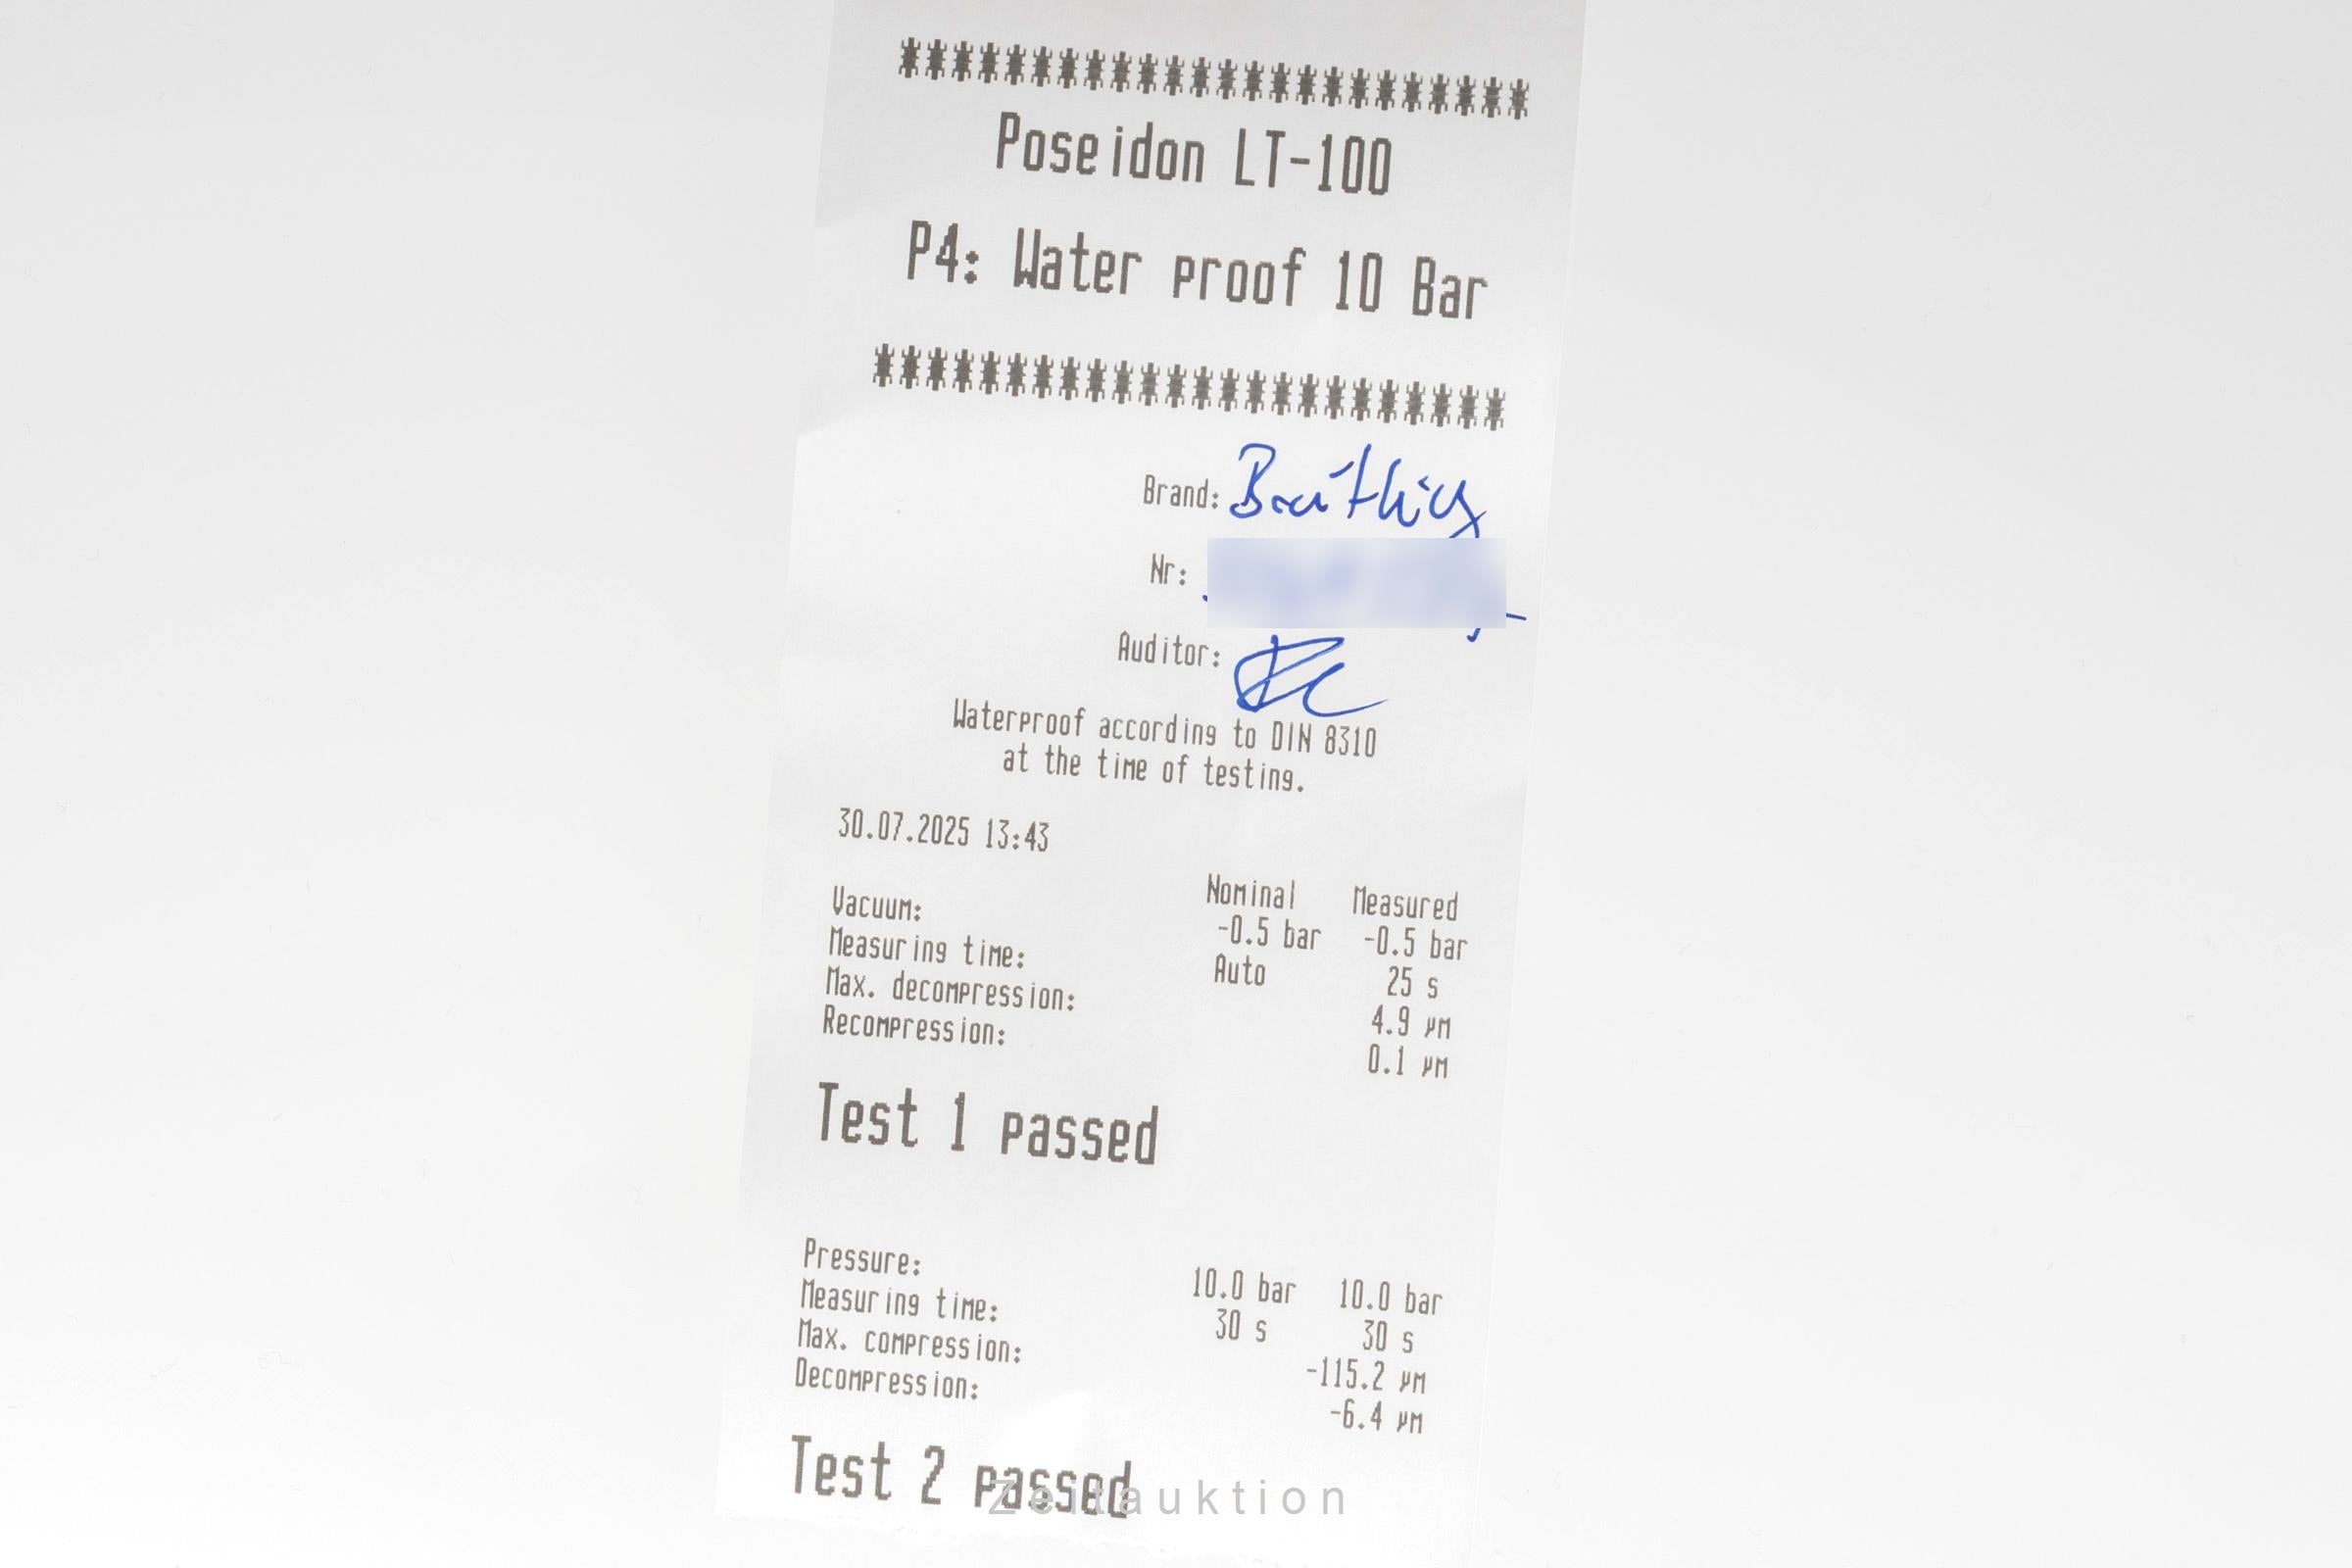 ************************
Poseidon LT-100
P4: Water proof 10 Bar
************************
Brand: Breitling
Nr:
Auditor:
Waterproof according to DIN 8310
at the time of testing.
30.07.2025 13:43
Nominal Measured
Vacuum: -0.5 bar -0.5 bar
Measuring time: Auto 25 s
Max. decompression: 4.9 µm
Recompression: 0.1 µm
Test 1 passed
Pressure: 10.0 bar 10.0 bar
Measuring time: 30 s 30 s
Max. compression: -115.2 µm
Decompression: -6.4 µm
Test 2 passed
Zeitauktion